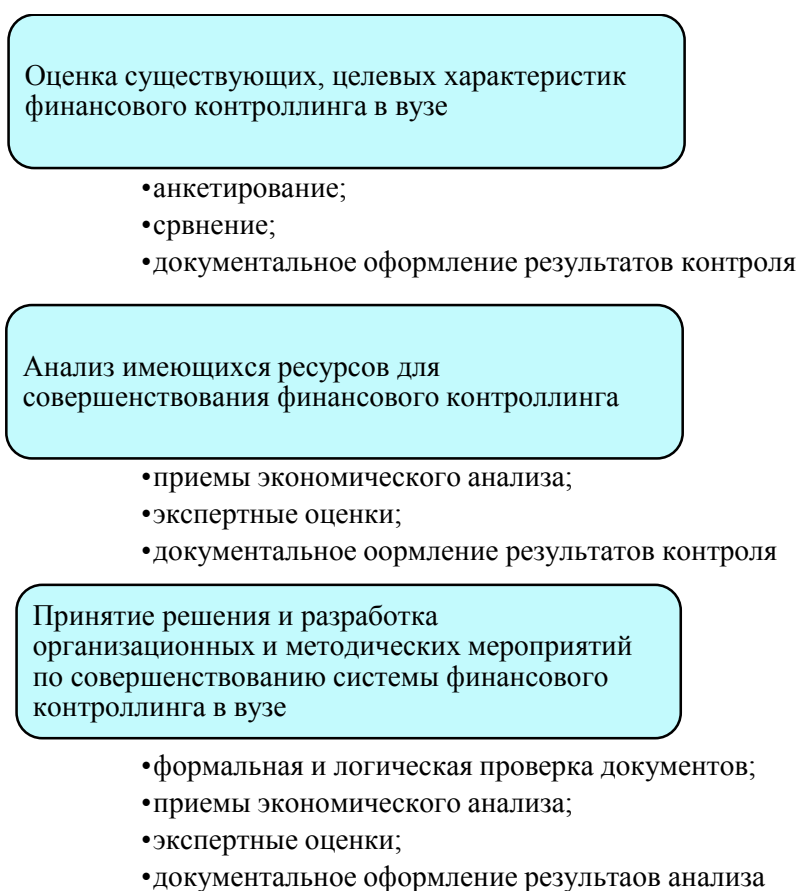 Оценка существующих, целевых характеристик
финансового контроллинга в вузе
•анкетирование;
•срвнение;
•документальное оформление результатов контроля
Анализ имеющихся ресурсов для
совершенствования финансового контроллинга
•приемы экономического анализа;
•экспертные оценки;
•документальное оормление результатов контроля
Принятие решения и разработка
организационных и методических мероприятий
по совершенствованию системы финансового
контроллинга в вузе
•формальная и логическая проверка документов;
•приемы экономического анализа;
•экспертные оценки;
•документальное оформление результаов анализа